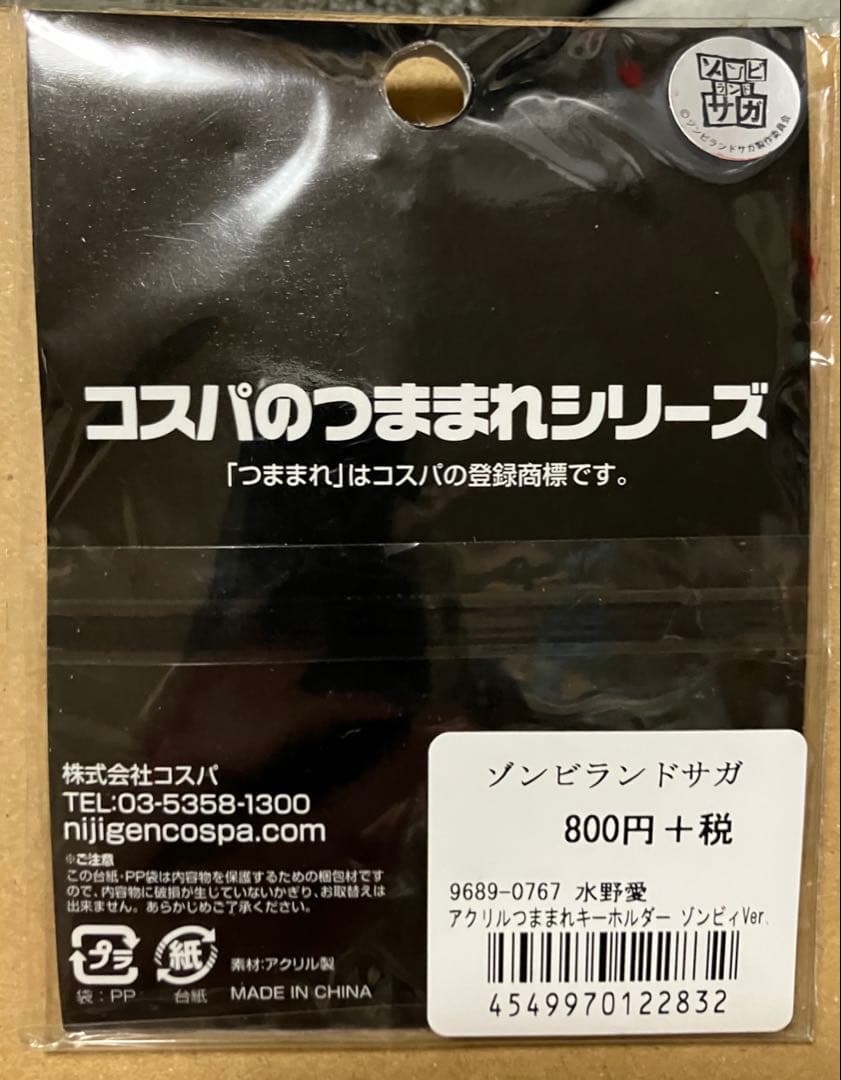 ゾンビ
ランド
サガ
©ゾンビランドサガ製作委員会
コスパのつままれシリーズ
「つままれ」はコスパの登録商標です。
株式会社コスパ
TEL:03-5358-1300
nijigencospa.com
※ご注意
この台紙・PP袋は内容物を保護するための梱包材ですので、
内容物に破損が生じていないかぎり、お取替えは
出来ません。あらかじめご了承ください。
プラ
袋：PP
紙
台紙
素材:アクリル製
MADE IN CHINA
ゾンビランドサガ
800円＋税
9689-0767 水野愛
アクリルつままれキーホルダー ゾンビィVer.
4549970122832